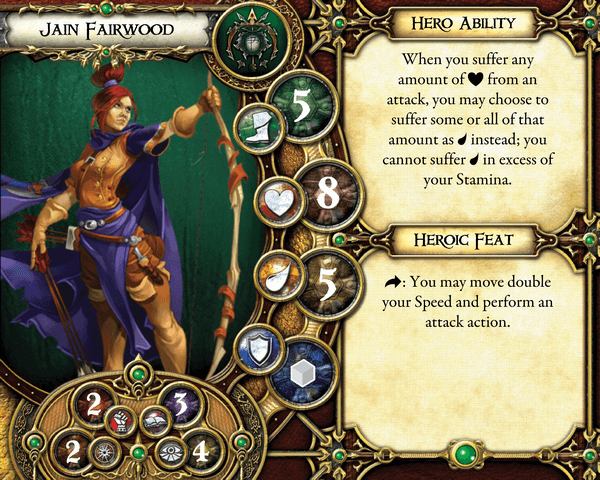 Jain Fairwood
5
8
5
2
3
2
4
Hero Ability
When you suffer any
amount of from an
attack, you may choose to
suffer some or all of that
amount as instead; you
cannot suffer in excess of
your Stamina.
Heroic Feat
: You may move double
your Speed and perform an
attack action.